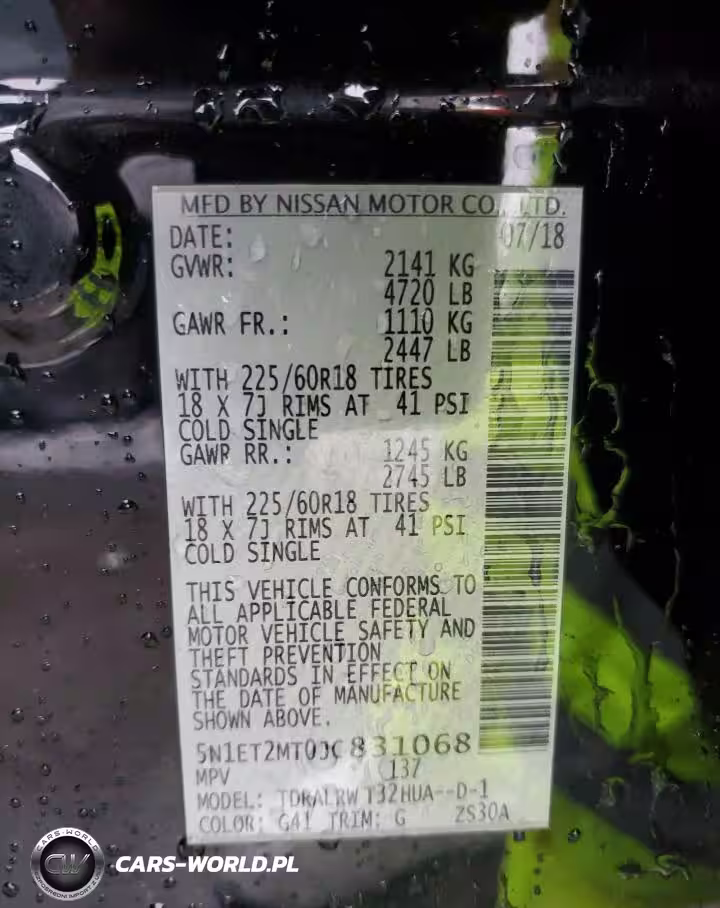 MFD BY NISSAN MOTOR CO., LTD.
DATE: 07/18
GVWR: 2141 KG
4720 LB
GAWR FR.: 1110 KG
2447 LB
WITH 225/60R18 TIRES
18 X 7J RIMS AT 41 PSI
COLD SINGLE
GAWR RR.: 1245 KG
2745 LB
WITH 225/60R18 TIRES
18 X 7J RIMS AT 41 PSI
COLD SINGLE
THIS VEHICLE CONFORMS TO
ALL APPLICABLE FEDERAL
MOTOR VEHICLE SAFETY AND
THEFT PREVENTION
STANDARDS IN EFFECT ON
THE DATE OF MANUFACTURE
SHOWN ABOVE.
831068
MPV
MODEL: T32HUA--D-1
COLOR: G41 TRIM: G ZS30A
CARS-WORLD.PL